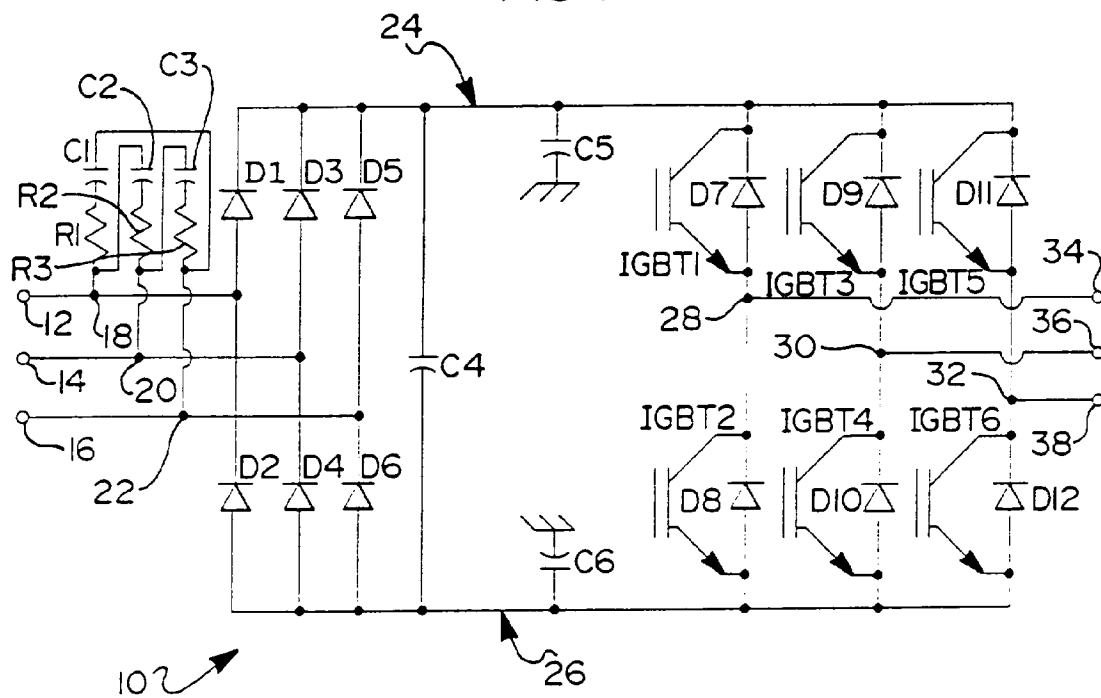 24
C2
C3
C1
C5
D1
D3
D5
D7
D9
D11
R2
R1
R3
IGBT1
IGBT3
IGBT5
34
12
18
28
36
14
20
C4
30
32
16
22
IGBT2
IGBT4
IGBT6
38
D2
D4
D6
D8
D10
D12
C6
10
26